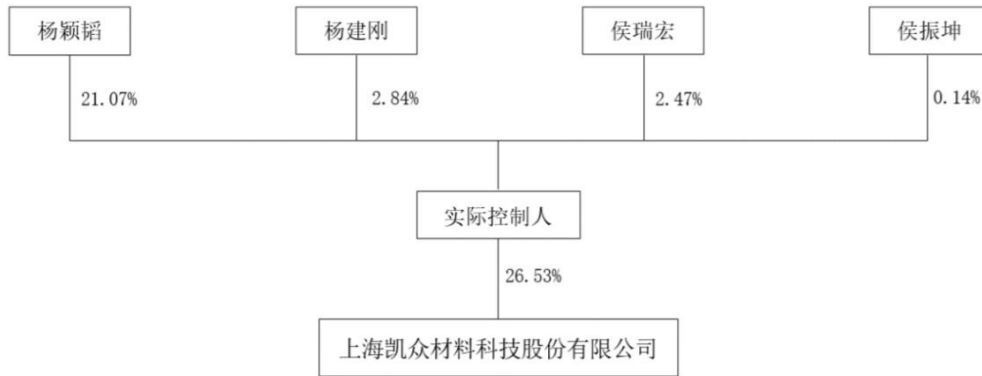 杨颖韬
杨建刚
侯瑞宏
侯振坤
21.07%
2.84%
2.47%
0.14%
实际控制人
26.53%
上海凯众材料科技股份有限公司